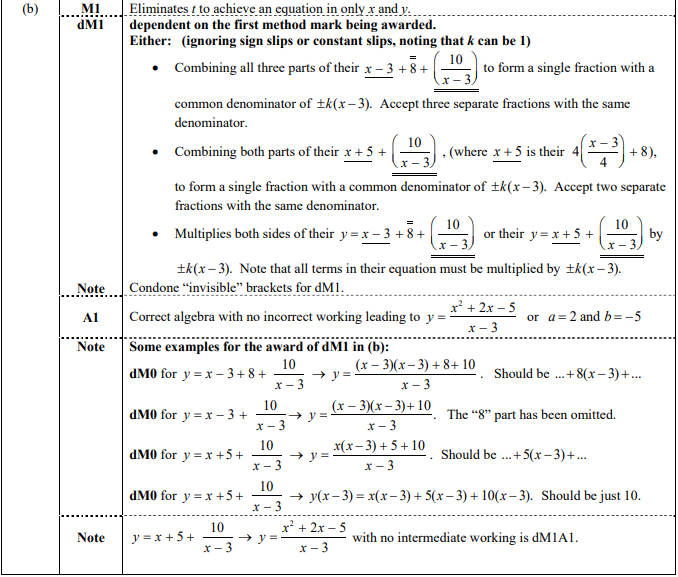 (b) M1 Eliminates t to achieve an equation in only x and y.
dM1 dependent on the first method mark being awarded.
Either: (ignoring sign slips or constant slips, noting that k can be 1)
• Combining all three parts of their x − 3 + 8 + (10/(x − 3)) to form a single fraction with a
common denominator of ±k(x − 3). Accept three separate fractions with the same
denominator.
• Combining both parts of their x + 5 + (10/(x − 3)), (where x + 5 is their 4((x − 3)/4) + 8),
to form a single fraction with a common denominator of ±k(x − 3). Accept two separate
fractions with the same denominator.
• Multiplies both sides of their y = x − 3 + 8 + (10/(x − 3)) or their y = x + 5 + (10/(x − 3)) by
±k(x − 3). Note that all terms in their equation must be multiplied by ±k(x − 3).
Note Condone “invisible” brackets for dM1.
A1 Correct algebra with no incorrect working leading to y = (x² + 2x − 5)/(x − 3) or a = 2 and b = −5
Note Some examples for the award of dM1 in (b):
dM0 for y = x − 3 + 8 + 10/(x − 3) → y = ((x − 3)(x − 3) + 8 + 10)/(x − 3). Should be ...+ 8(x − 3) +...
dM0 for y = x − 3 + 10/(x − 3) → y = ((x − 3)(x − 3) + 10)/(x − 3). The “8” part has been omitted.
dM0 for y = x + 5 + 10/(x − 3) → y = (x(x − 3) + 5 + 10)/(x − 3). Should be ...+ 5(x − 3) +...
dM0 for y = x + 5 + 10/(x − 3) → y(x − 3) = x(x − 3) + 5(x − 3) + 10(x − 3). Should be just 10.
Note y = x + 5 + 10/(x − 3) → y = (x² + 2x − 5)/(x − 3) with no intermediate working is dM1A1.